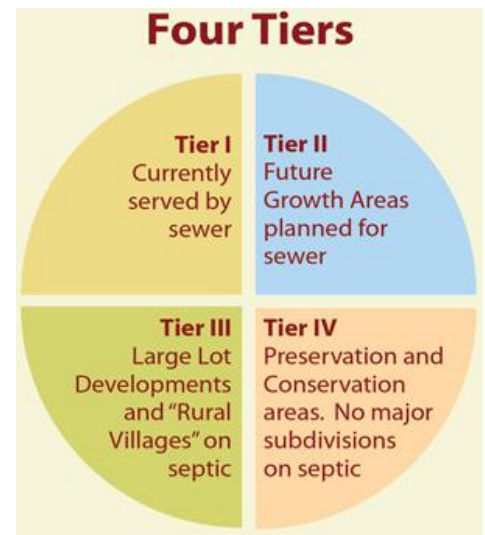 Four Tiers
Tier I
Currently
served by
sewer
Tier II
Future
Growth Areas
planned for
sewer
Tier III
Large Lot
Developments
and “Rural
Villages” on
septic
Tier IV
Preservation and
Conservation
areas. No major
subdivisions
on septic